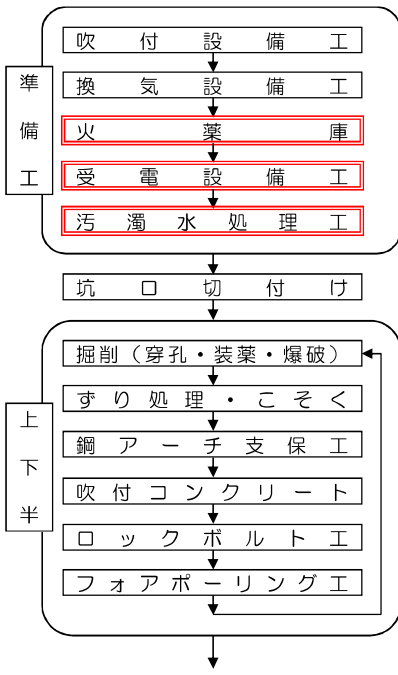 準備工
吹付設備工
換気設備工
火薬庫
受電設備工
汚濁水処理工
坑口切付け
上下半
掘削（穿孔・装薬・爆破）
ずり処理・こそく
鋼アーチ支保工
吹付コンクリート
ロックボルト工
フォアポーリング工